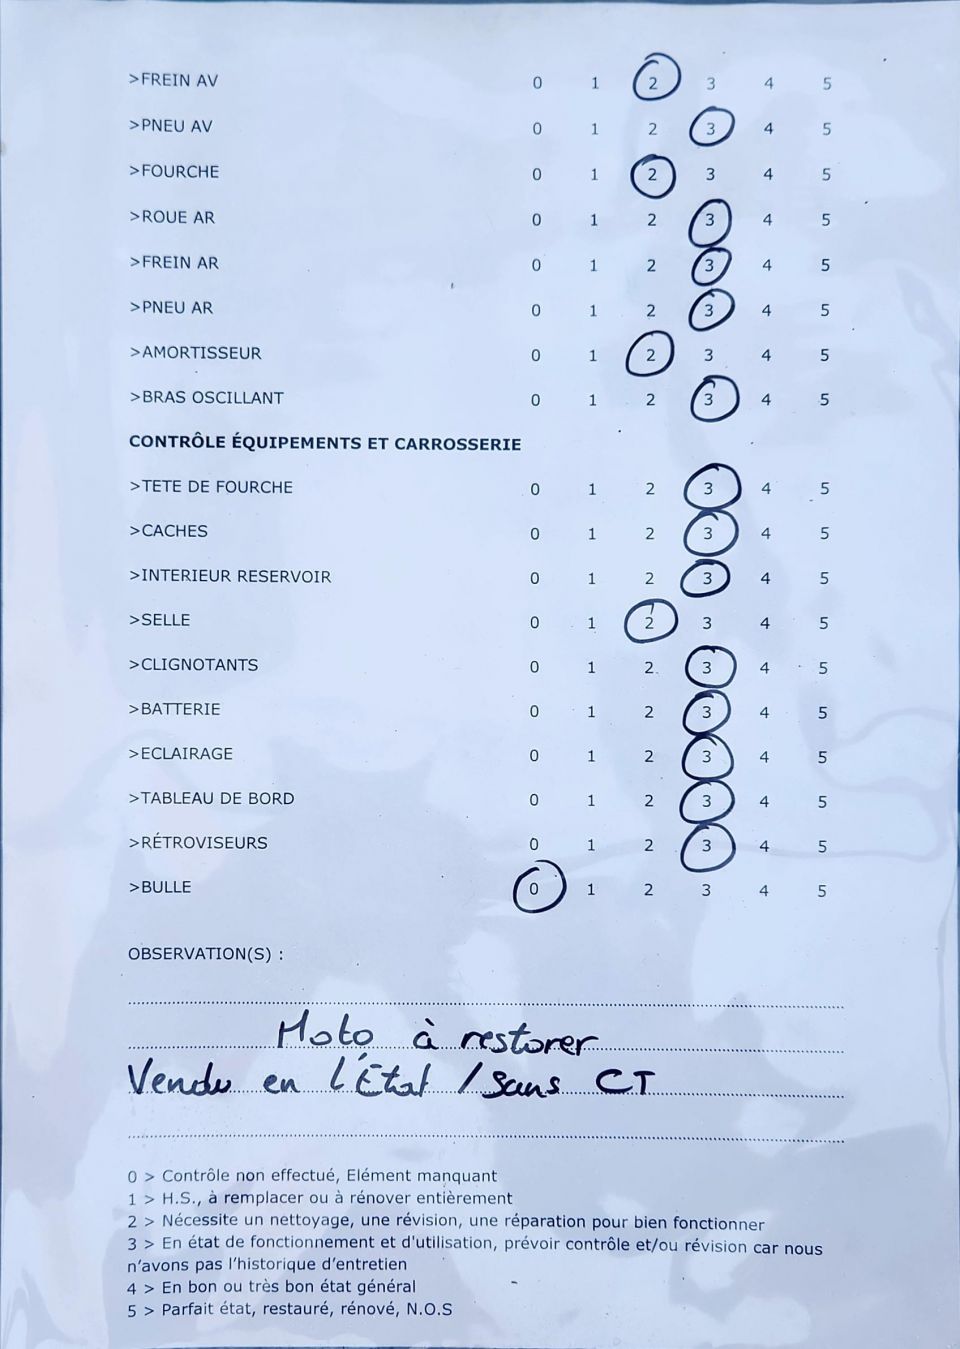 >FREIN AV 0 1 2 3 4 5
>PNEU AV 0 1 2 3 4 5
>FOURCHE 0 1 2 3 4 5
>ROUE AR 0 1 2 3 4 5
>FREIN AR 0 1 2 3 4 5
>PNEU AR 0 1 2 3 4 5
>AMORTISSEUR 0 1 2 3 4 5
>BRAS OSCILLANT 0 1 2 3 4 5
CONTRÔLE ÉQUIPEMENTS ET CARROSSERIE
>TETE DE FOURCHE 0 1 2 3 4 5
>CACHES 0 1 2 3 4 5
>INTERIEUR RESERVOIR 0 1 2 3 4 5
>SELLE 0 1 2 3 4 5
>CLIGNOTANTS 0 1 2 3 4 5
>BATTERIE 0 1 2 3 4 5
>ECLAIRAGE 0 1 2 3 4 5
>TABLEAU DE BORD 0 1 2 3 4 5
>RÉTROVISEURS 0 1 2 3 4 5
>BULLE 0 1 2 3 4 5
OBSERVATION(S) :
Moto à restorer
Vendu en l'État / sans CT
0 > Contrôle non effectué, Elément manquant
1 > H.S., à remplacer ou à rénover entièrement
2 > Nécessite un nettoyage, une révision, une réparation pour bien fonctionner
3 > En état de fonctionnement et d'utilisation, prévoir contrôle et/ou révision car nous
n'avons pas l'historique d'entretien
4 > En bon ou très bon état général
5 > Parfait état, restauré, rénové, N.O.S